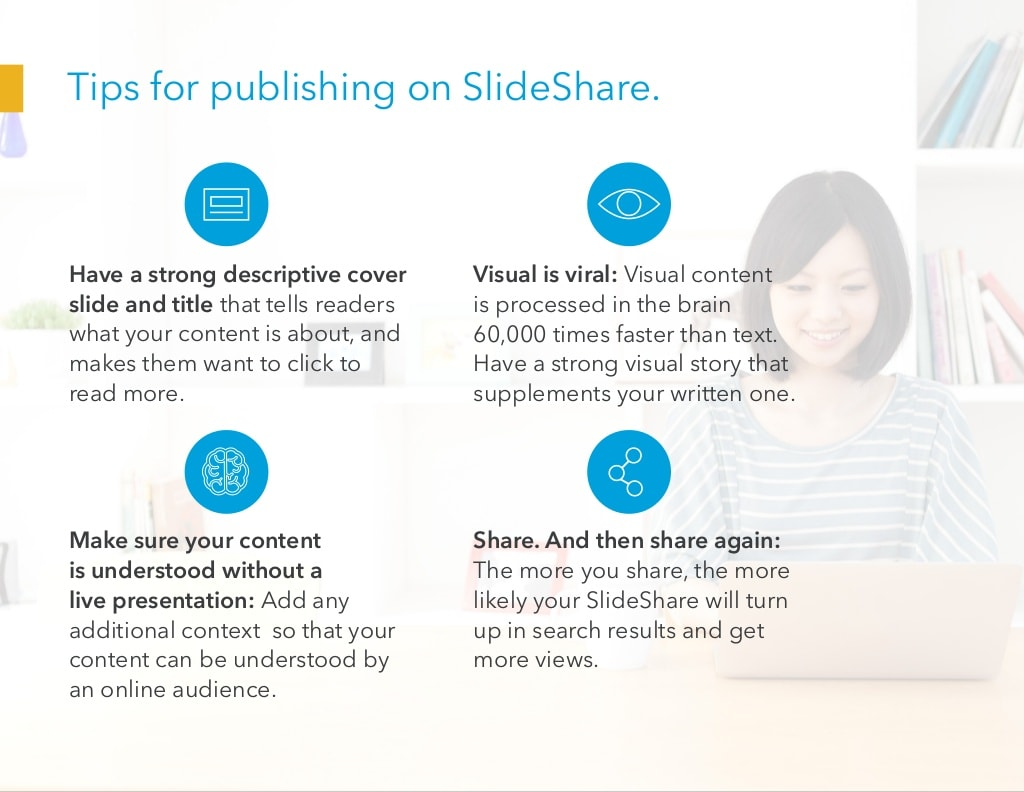 Tips for publishing on SlideShare.
Have a strong descriptive cover
slide and title that tells readers
what your content is about, and
makes them want to click to
read more.
Visual is viral: Visual content
is processed in the brain
60,000 times faster than text.
Have a strong visual story that
supplements your written one.
Make sure your content
is understood without a
live presentation: Add any
additional context  so that your
content can be understood by
an online audience.
Share. And then share again:
The more you share, the more
likely your SlideShare will turn
up in search results and get
more views.